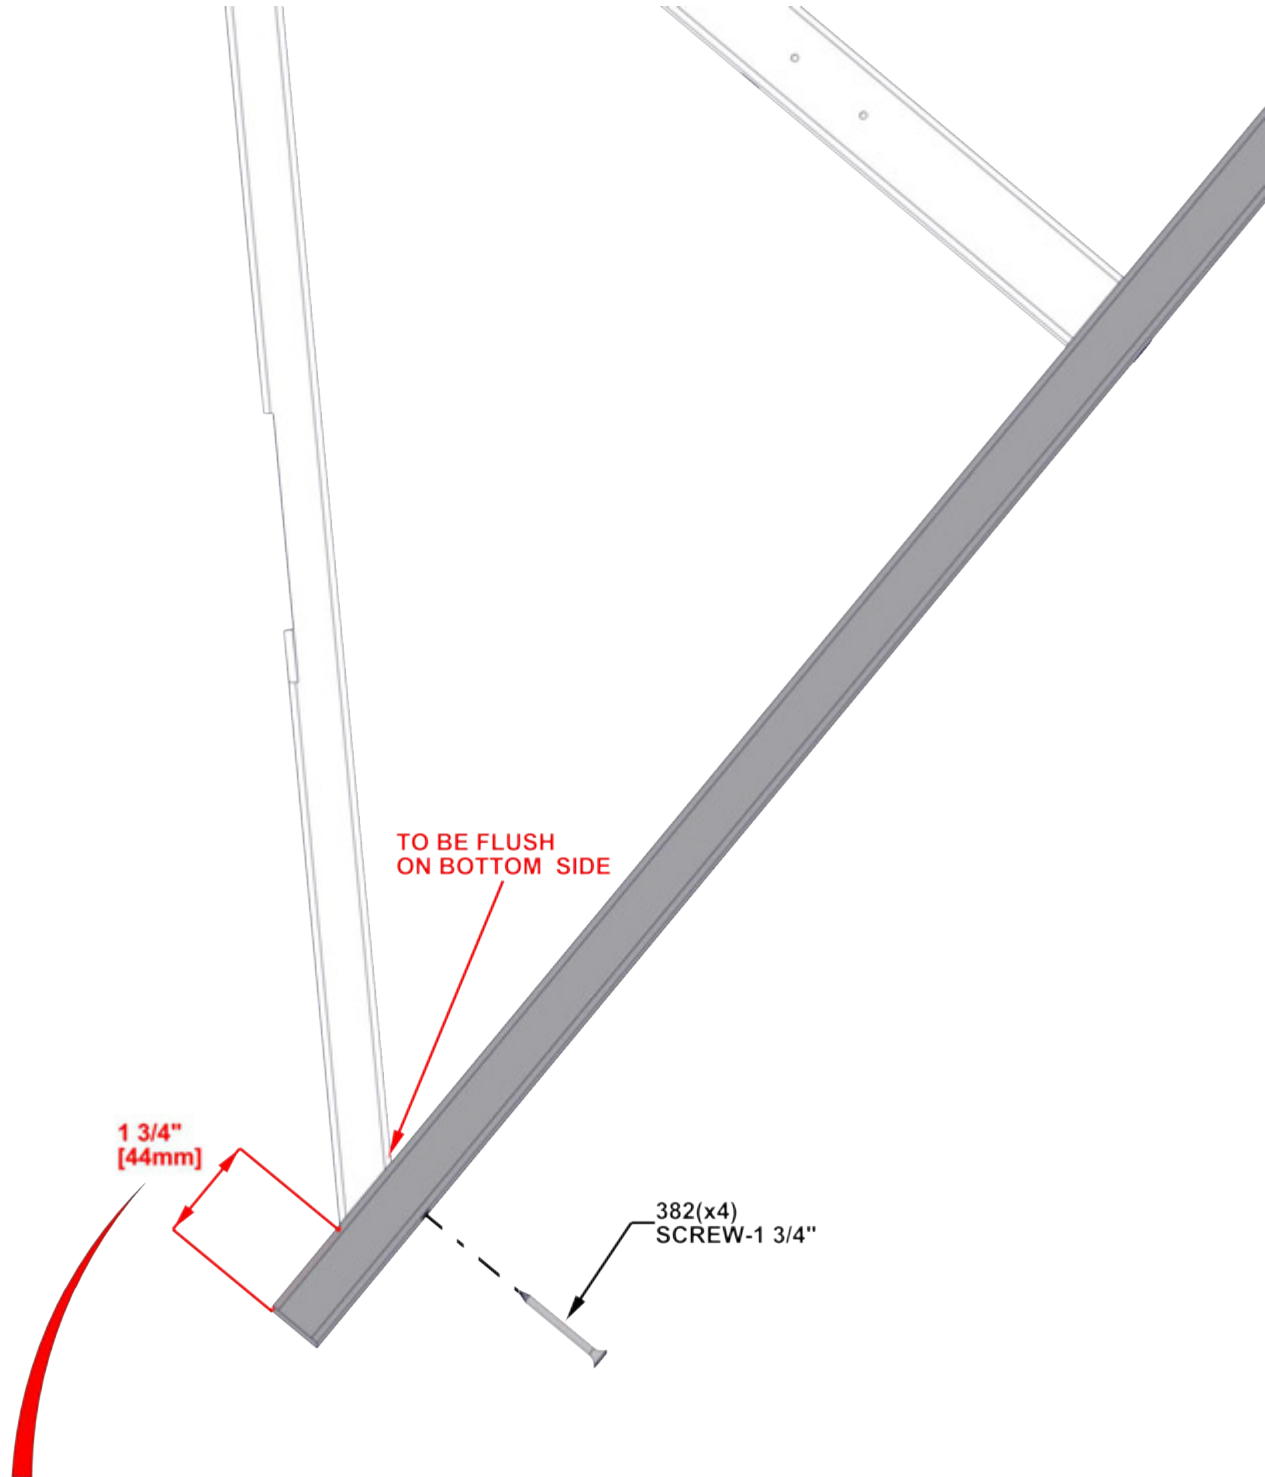 TO BE FLUSH
ON BOTTOM SIDE
1 3/4"
[44mm]
382(x4)
SCREW-1 3/4"